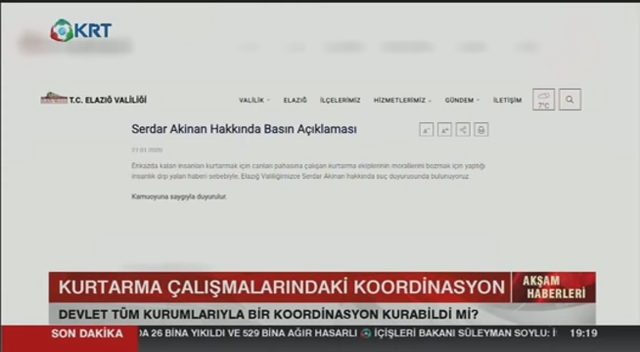 KRT
T.C. ELAZIĞ VALİLİĞİ
VALİLİK ELAZIĞ İLÇELERİMİZ HİZMETLERİMİZ GÜNDEM İLETİŞİM 7°C
Serdar Akinan Hakkında Basın Açıklaması
A- A+
Enkazda kalan insanları kurtarmak için canları pahasına çalışan kurtarma ekiplerinin morallerini bozmak için yaptığı
insanlık dışı yalan haberi sebebiyle, Elazığ Valiliğimizce Serdar Akinan hakkında suç duyurusunda bulunuyoruz.
Kamuoyuna saygıyla duyurulur.
KURTARMA ÇALIŞMALARINDAKİ KOORDİNASYON
AKŞAM
HABERLERİ
DEVLET TÜM KURUMLARIYLA BİR KOORDİNASYON KURABİLDİ Mİ?
SON DAKİKA DA 26 BİNA YIKILDI VE 529 BİNA AĞIR HASARLI İÇİŞLERİ BAKANI SÜLEYMAN SOYLU: İ 19:19